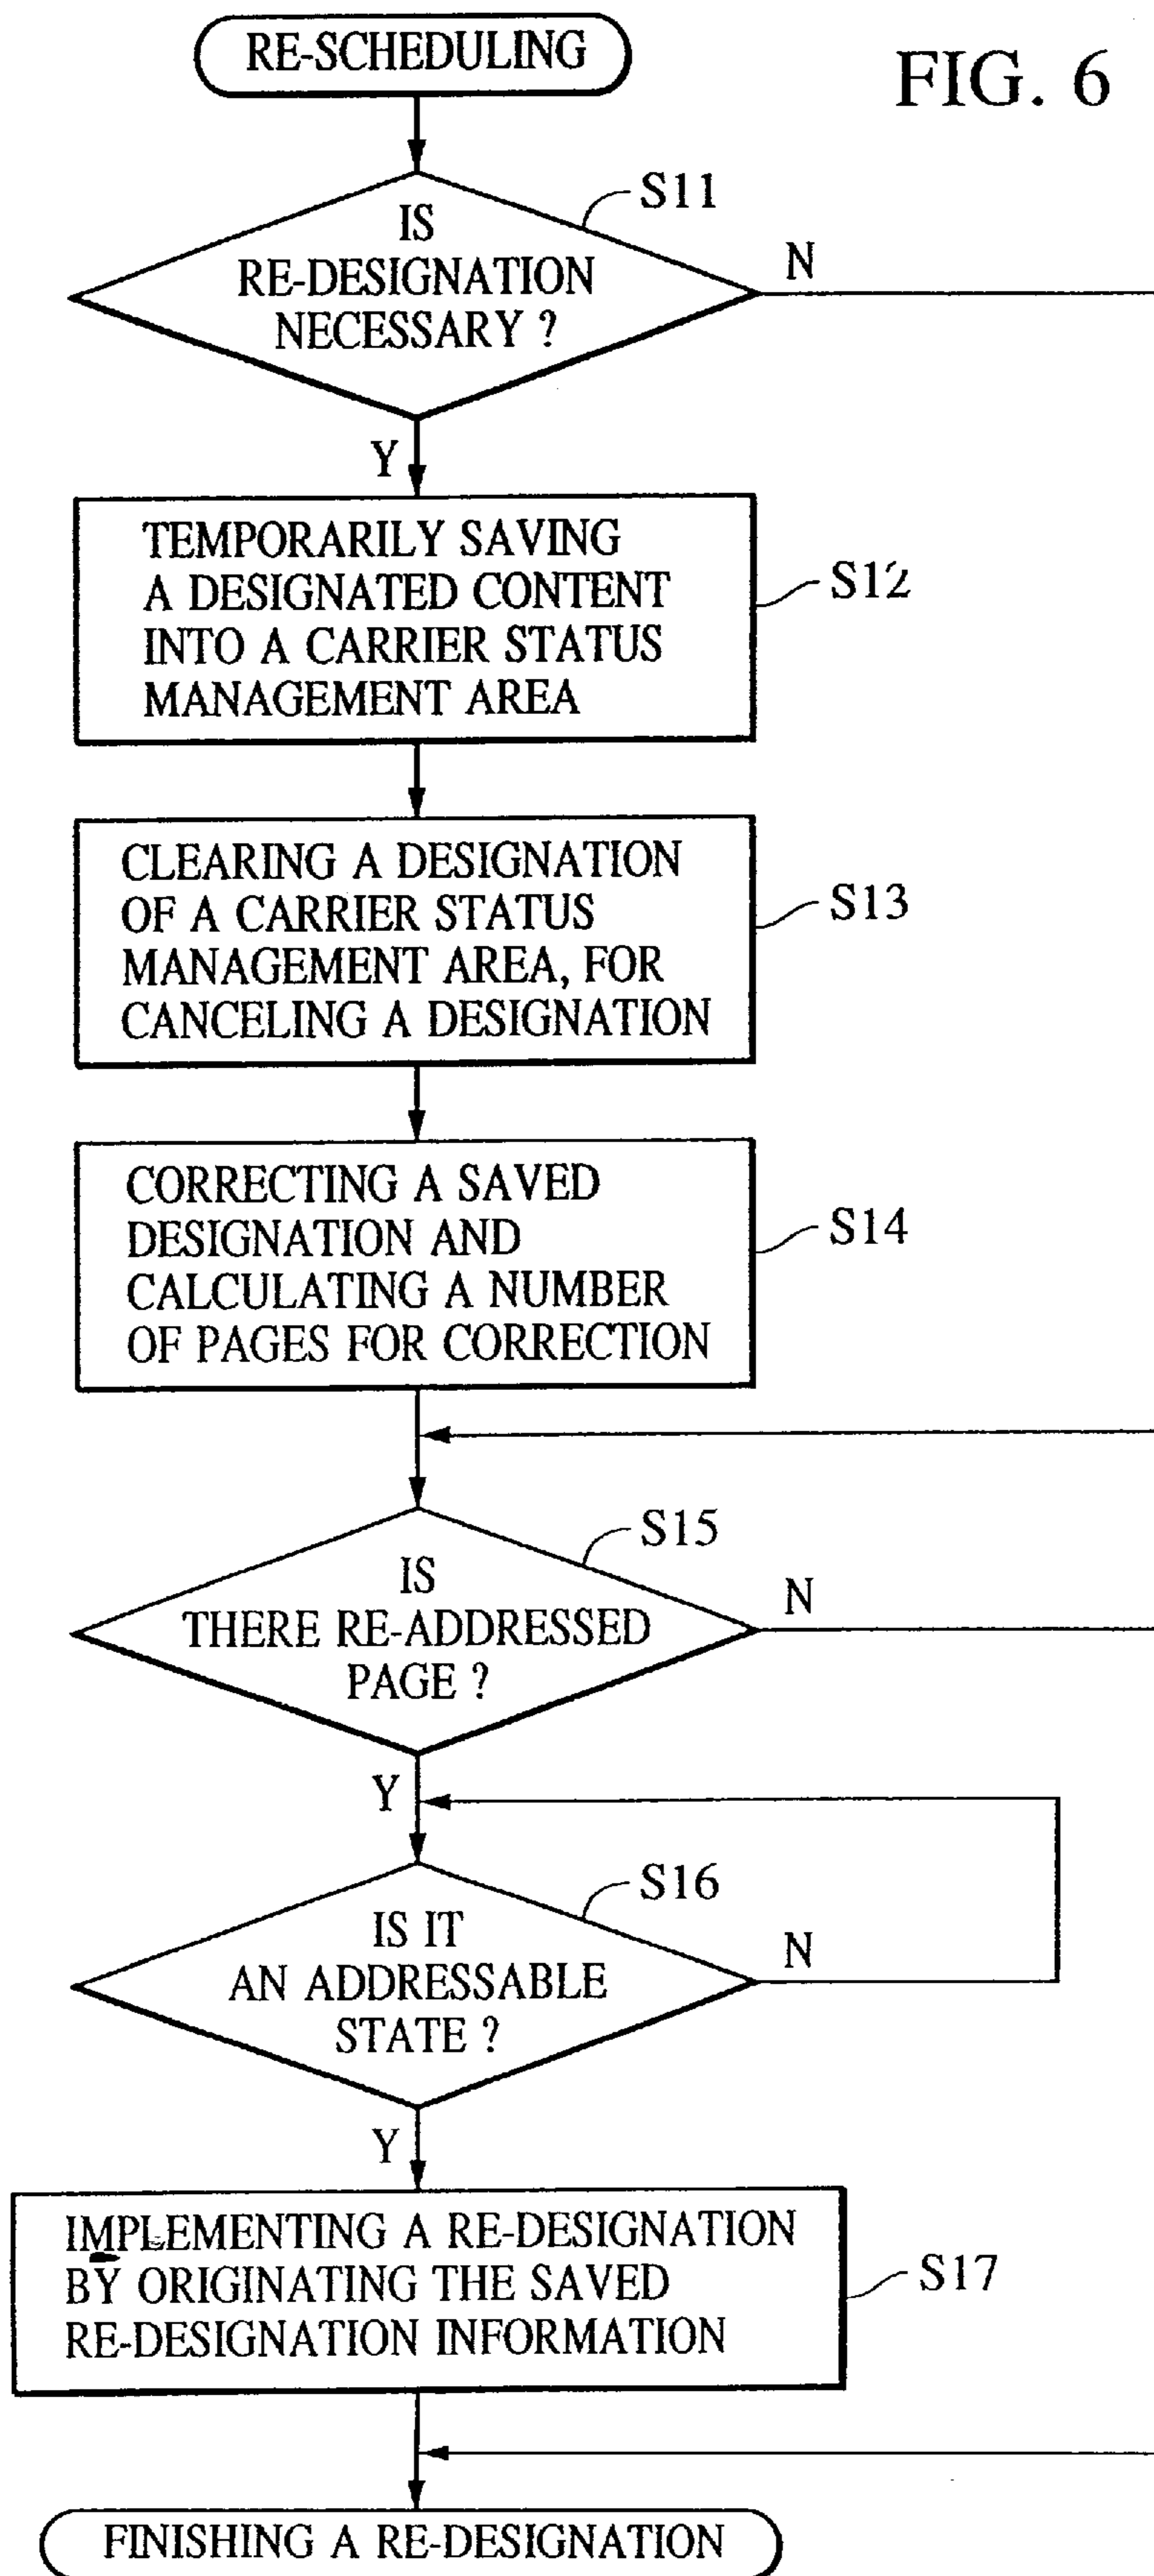 RE-SCHEDULING
FIG. 6
S11
IS
RE-DESIGNATION
NECESSARY ?
N
Y
TEMPORARILY SAVING
A DESIGNATED CONTENT
INTO A CARRIER STATUS
MANAGEMENT AREA
S12
CLEARING A DESIGNATION
OF A CARRIER STATUS
MANAGEMENT AREA, FOR
CANCELING A DESIGNATION
S13
CORRECTING A SAVED
DESIGNATION AND
CALCULATING A NUMBER
OF PAGES FOR CORRECTION
S14
S15
IS
THERE RE-ADDRESSED
PAGE ?
N
Y
S16
IS IT
AN ADDRESSABLE
STATE ?
N
Y
IMPLEMENTING A RE-DESIGNATION
BY ORIGINATING THE SAVED
RE-DESIGNATION INFORMATION
S17
FINISHING A RE-DESIGNATION